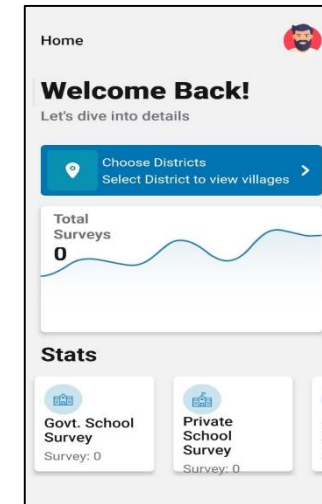 Home
Welcome Back!
Let's dive into details
Choose Districts
Select District to view villages
Total
Surveys
0
Stats
Govt. School
Survey
Survey: 0
Private
School
Survey
Survey: 0